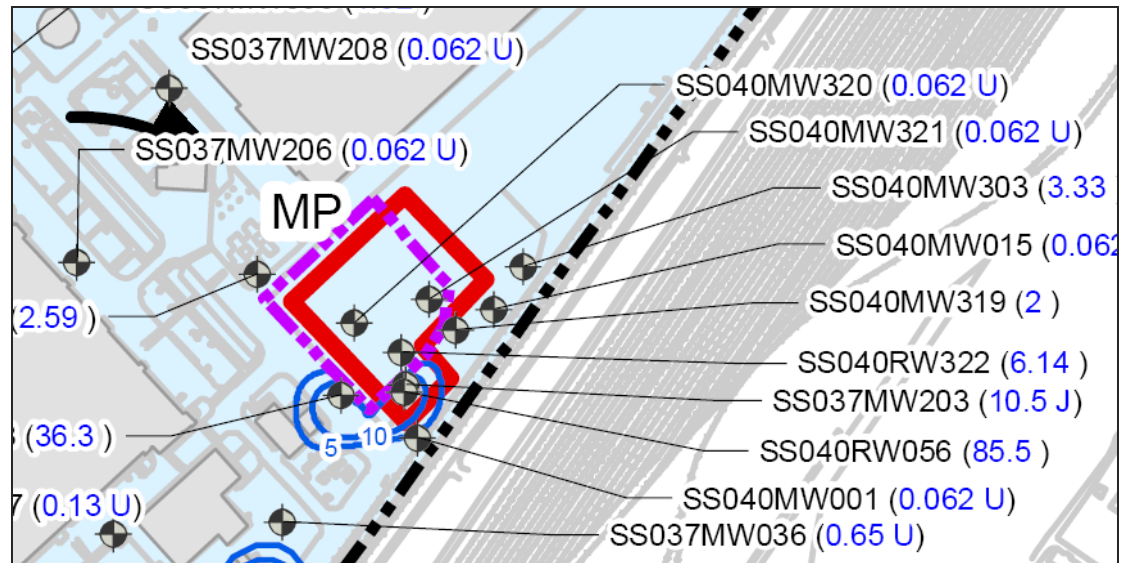 SS037MW208 (0.062 U)
SS040MW320 (0.062 U)
SS040MW321 (0.062 U)
SS037MW206 (0.062 U)
SS040MW303 (3.33
MP
SS040MW015 (0.062
SS040MW319 (2 )
(2.59 )
SS040RW322 (6.14 )
SS037MW203 (10.5 J)
(36.3 )
5
10
SS040RW056 (85.5 )
SS040MW001 (0.062 U)
7 (0.13 U)
SS037MW036 (0.65 U)